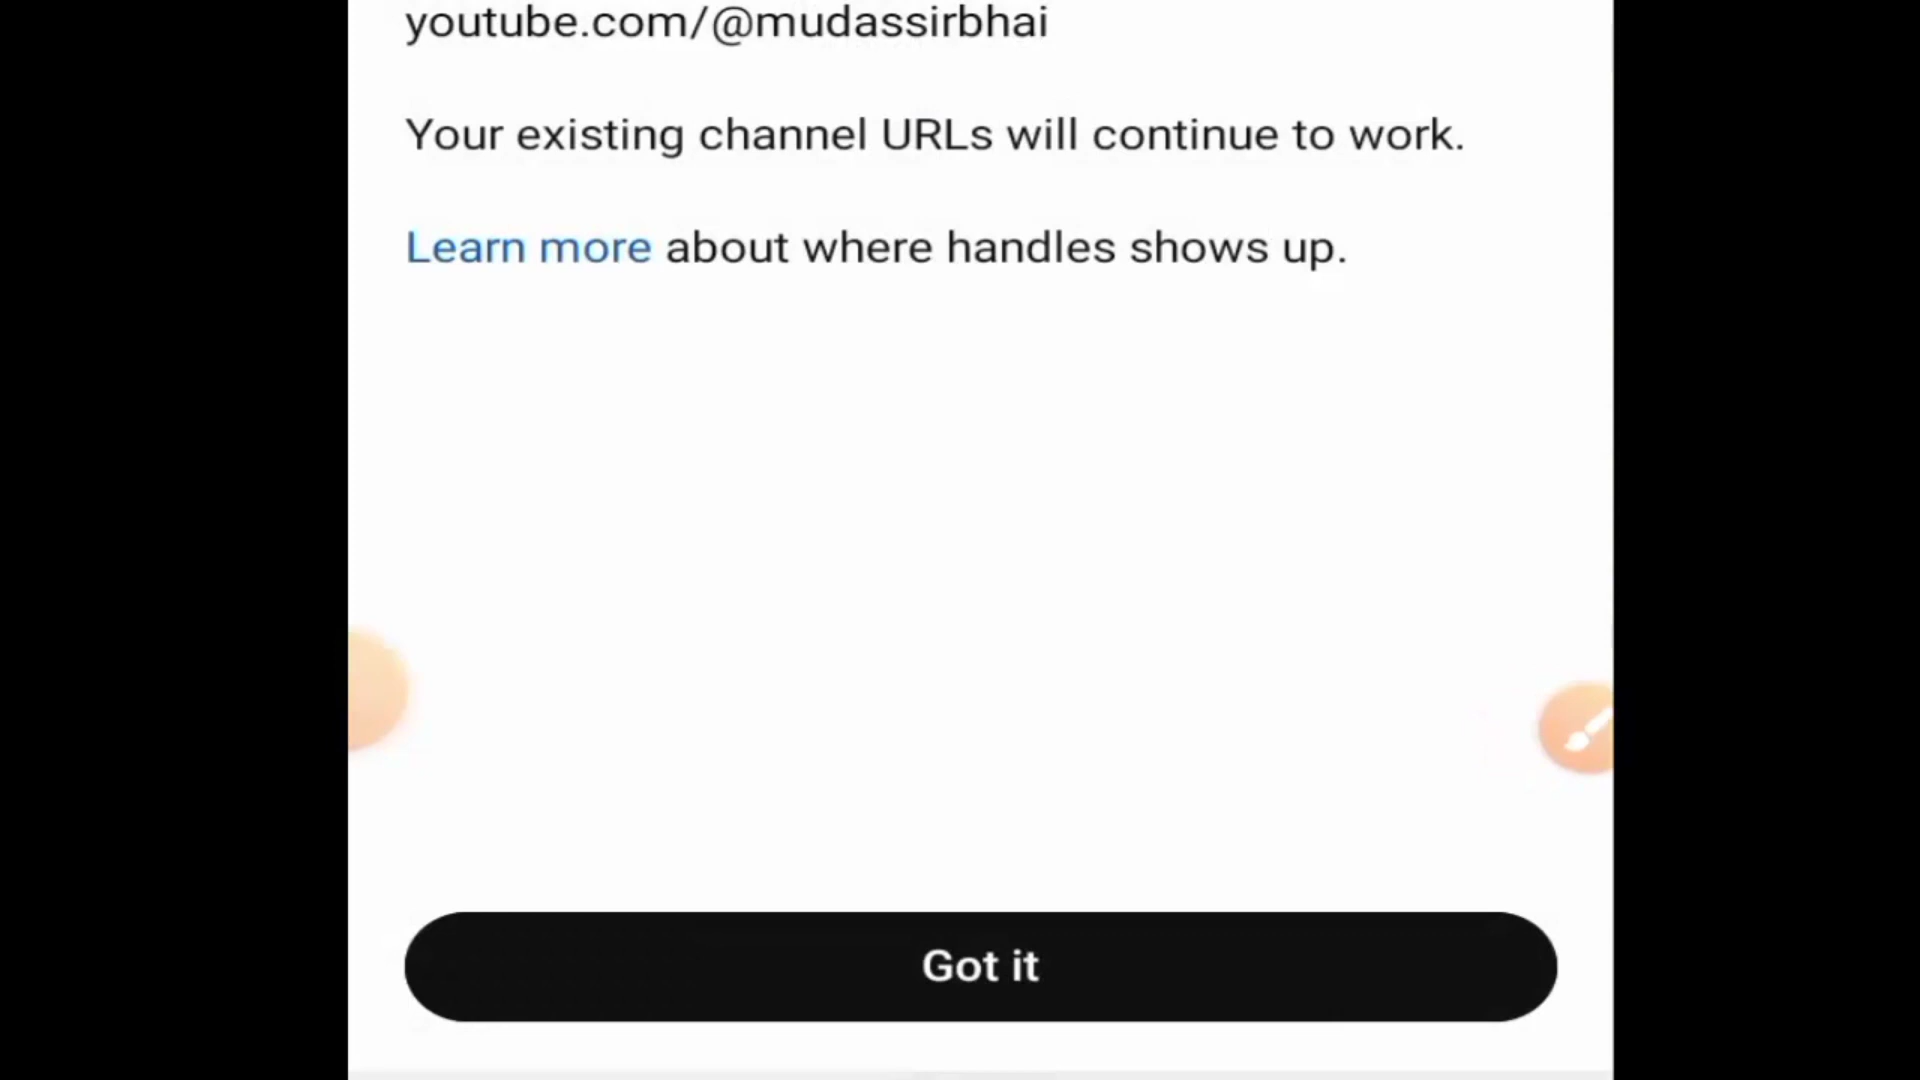 youtube.com/@mudassirbhai
Your existing channel URLs will continue to work.
Learn more about where handles shows up.
Got it